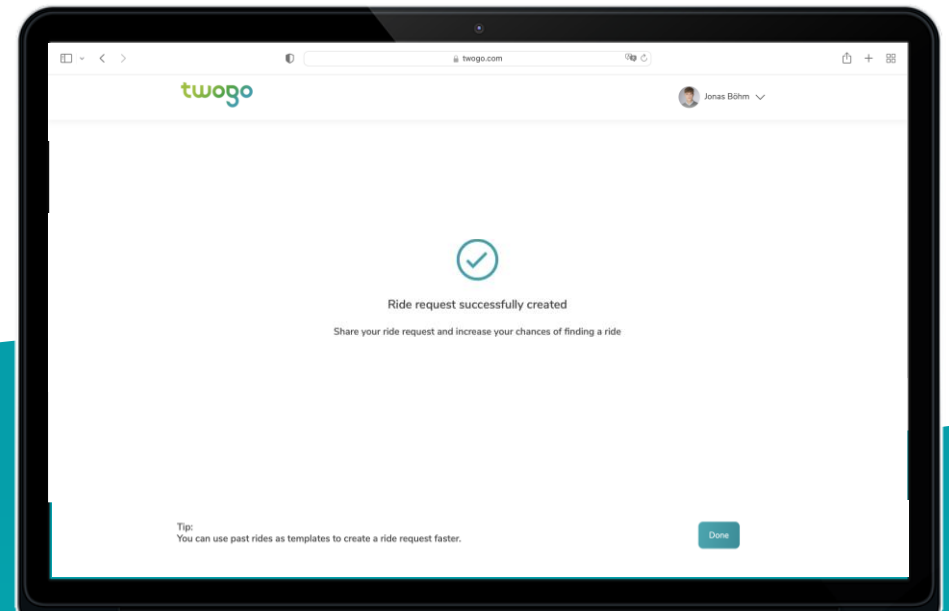 twogo.com
twogo
Jonas Böhm
Ride request successfully created
Share your ride request and increase your chances of finding a ride
Tip:
You can use past rides as templates to create a ride request faster.
Done